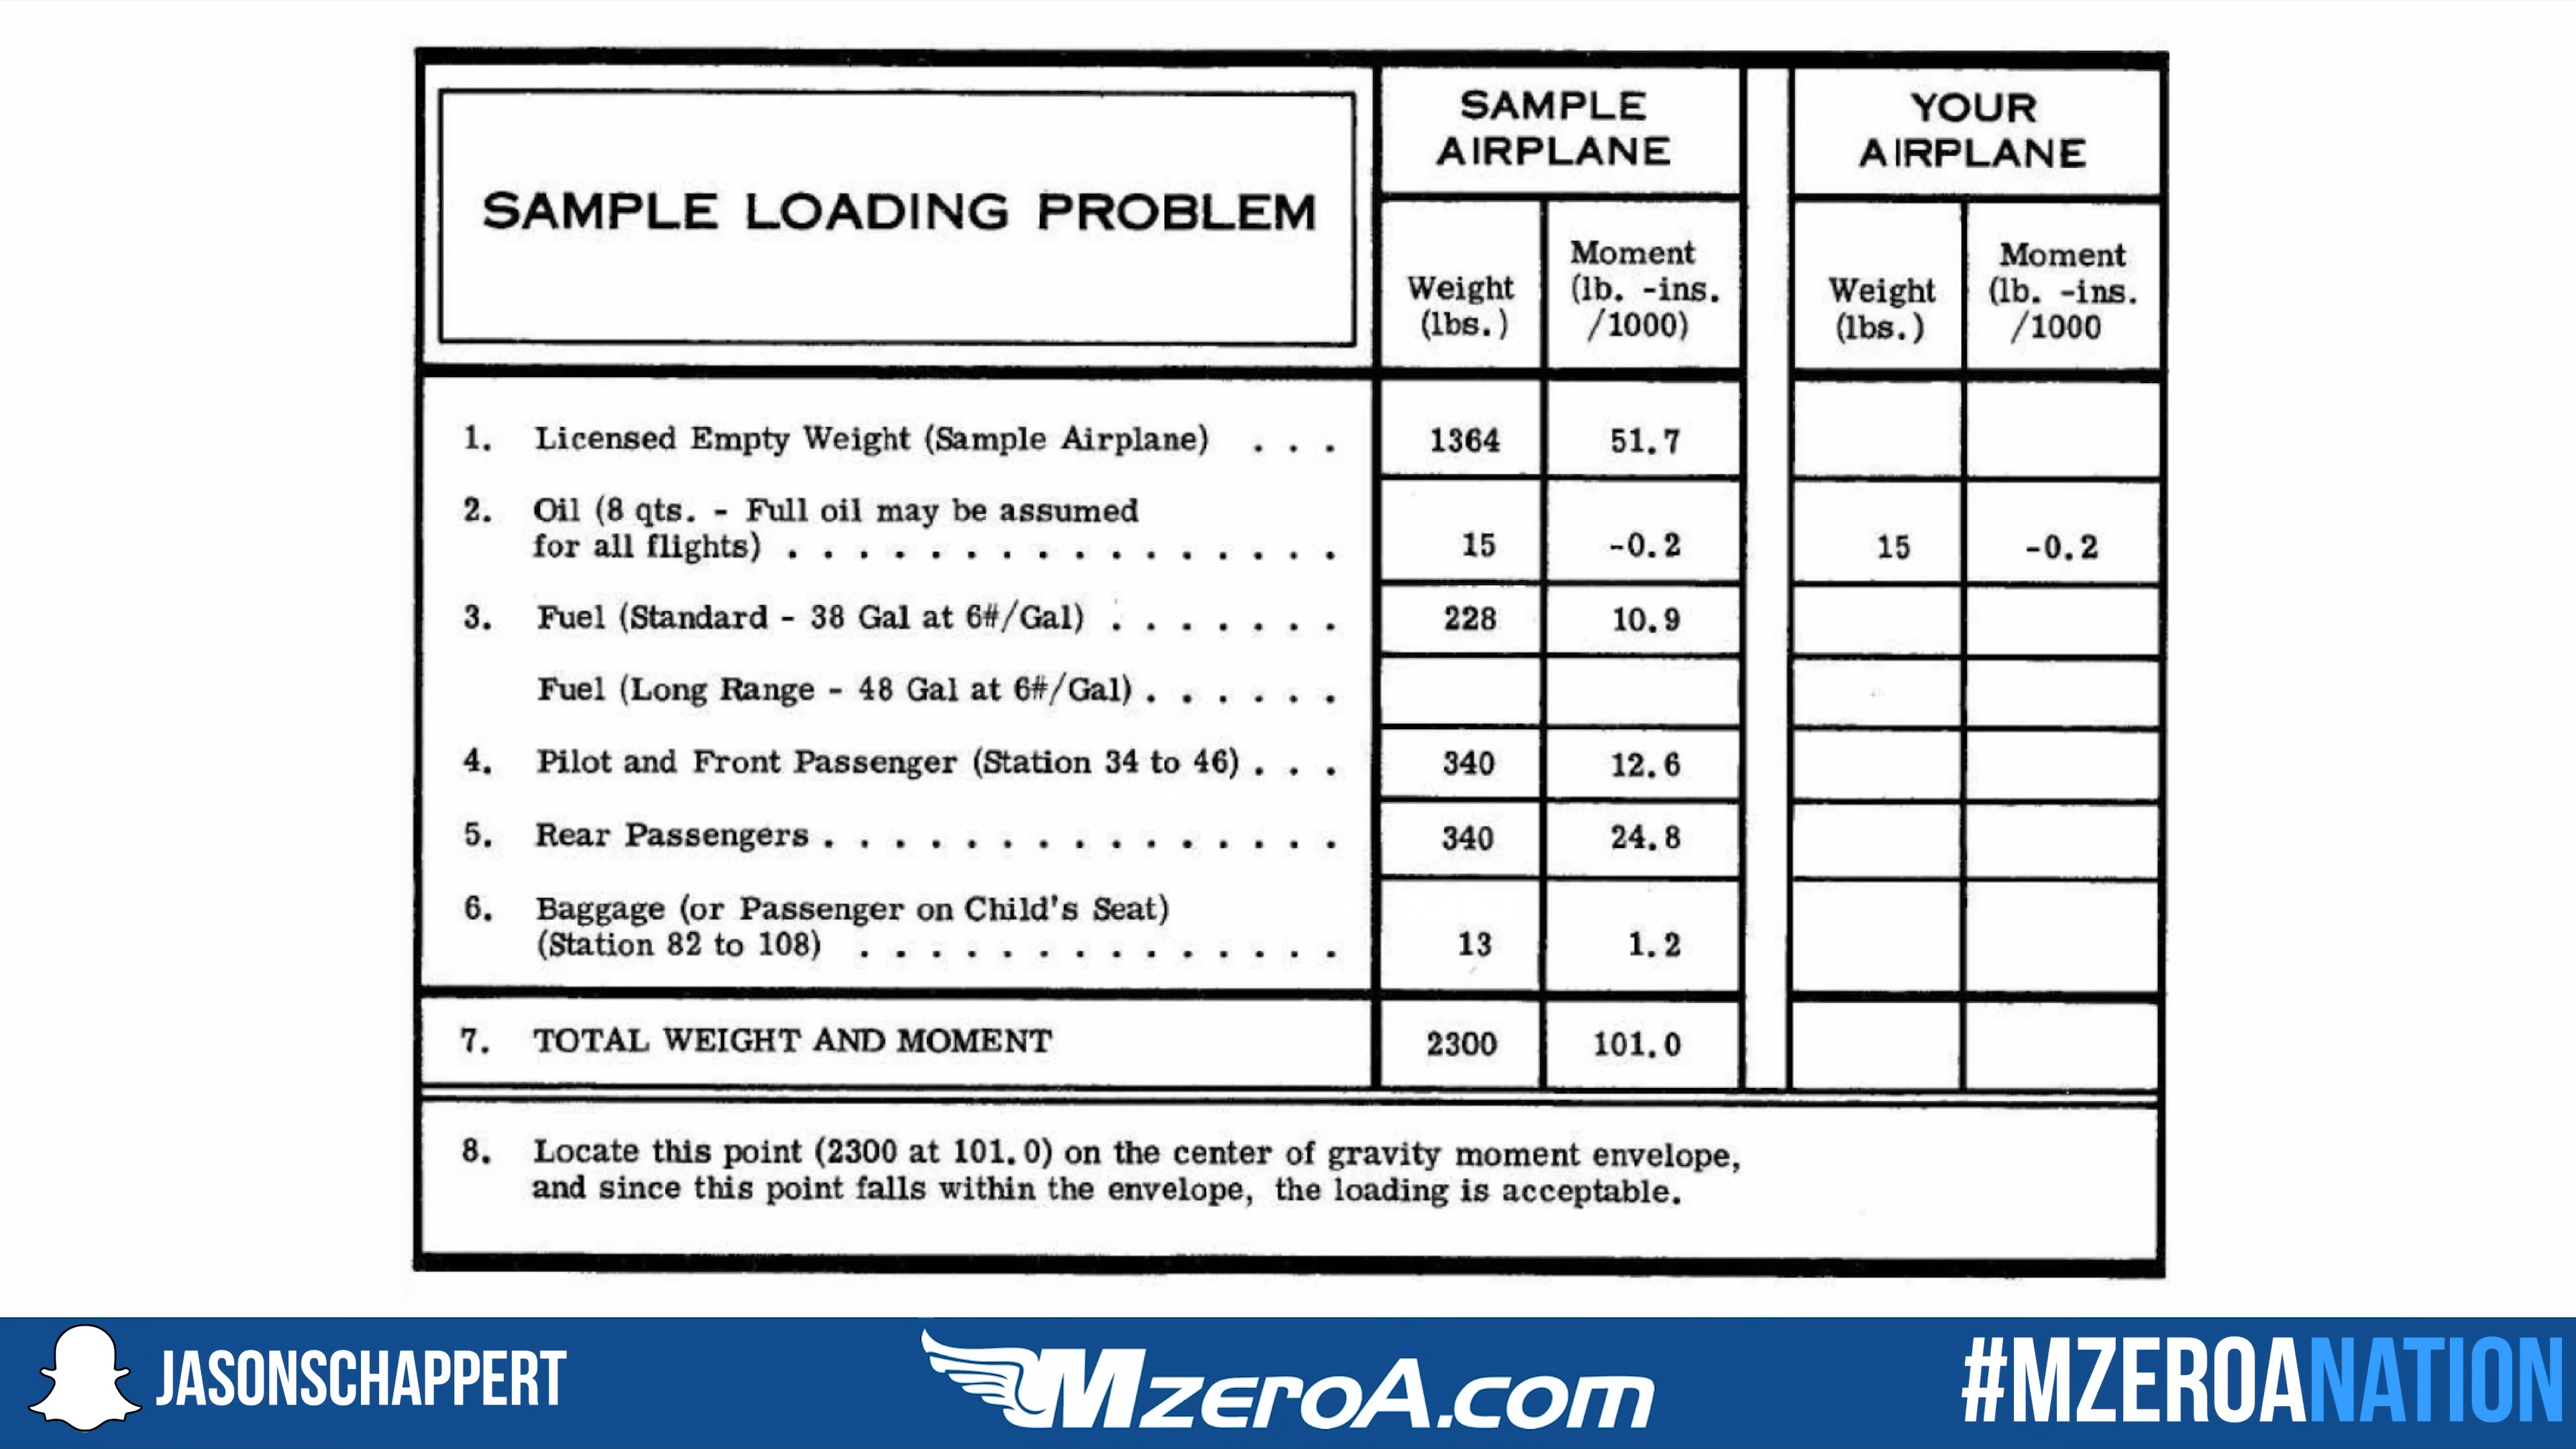 SAMPLE LOADING PROBLEM
SAMPLE
AIRPLANE
YOUR
AIRPLANE
Weight
(lbs.)
Moment
(lb. -ins.
/1000)
Weight
(lbs.)
Moment
(lb. -ins.
/1000
1. Licensed Empty Weight (Sample Airplane) . . . 1364 51.7
2. Oil (8 qts. - Full oil may be assumed
for all flights) . . . . . . . . . . . . . . . . 15 -0.2 15 -0.2
3. Fuel (Standard - 38 Gal at 6#/Gal) . . . . . . . 228 10.9
Fuel (Long Range - 48 Gal at 6#/Gal) . . . . . .
4. Pilot and Front Passenger (Station 34 to 46) . . . 340 12.6
5. Rear Passengers . . . . . . . . . . . . . . . 340 24.8
6. Baggage (or Passenger on Child's Seat)
(Station 82 to 108) . . . . . . . . . . . . . . 13 1.2
7. TOTAL WEIGHT AND MOMENT 2300 101.0
8. Locate this point (2300 at 101.0) on the center of gravity moment envelope,
and since this point falls within the envelope, the loading is acceptable.
JASONSCHAPPERT
MzeroA.com
#MZEROANATION